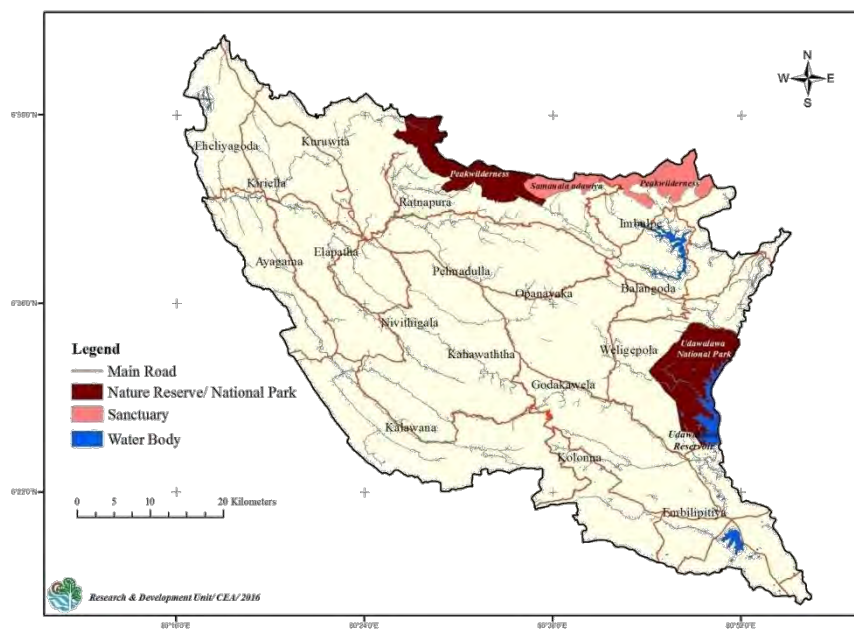 N
W E
S
Eheliyagoda
Kuruwita
Kiriella
Peakwilderness
Samanala adawiya
Peakwilderness
Ratnapura
Imbulpe
Elapatha
Ayagama
Pelmadulla
Balangoda
Opanayaka
Nivithigala
Weligepola
Udawalawa
National Park
Kahawaththa
Godakawela
Kalawana
Kolonna
Reservoir
Embilipitiya
Legend
Main Road
Nature Reserve/ National Park
Sanctuary
Water Body
0 5 10 20 Kilometers
Research & Development Unit/ CEA/ 2016